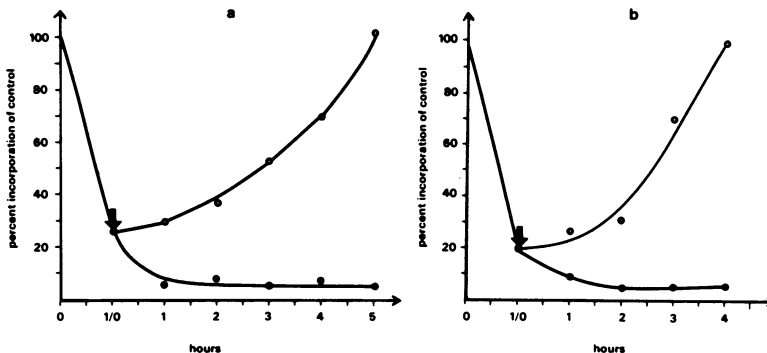 a
percent incorporation of control
100
80
60
40
20
0 1/0 1 2 3 4 5
hours
b
percent incorporation of control
100
80
60
40
20
0 1/0 1 2 3 4
hours